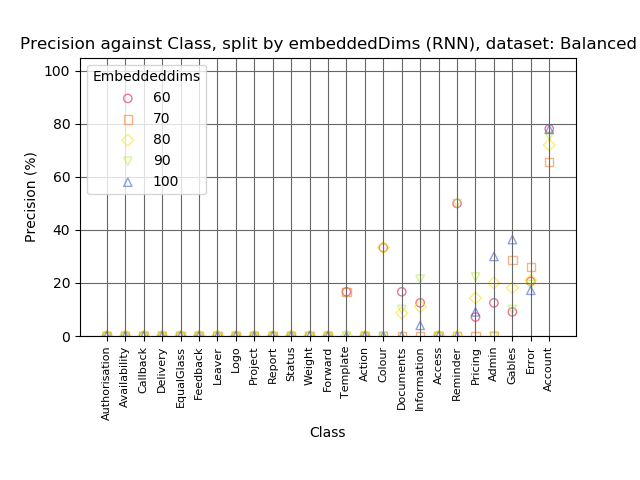 Precision against Class, split by embeddedDims (RNN), dataset: Balanced
Embeddeddims
60
70
80
90
100
Precision (%)
100
80
60
40
20
0
Authorisation
Availability
Callback
Delivery
EqualGlass
Feedback
Leaver
Logo
Project
Report
Status
Weight
Forward
Template
Action
Colour
Documents
Information
Access
Reminder
Pricing
Admin
Gables
Error
Account
Class